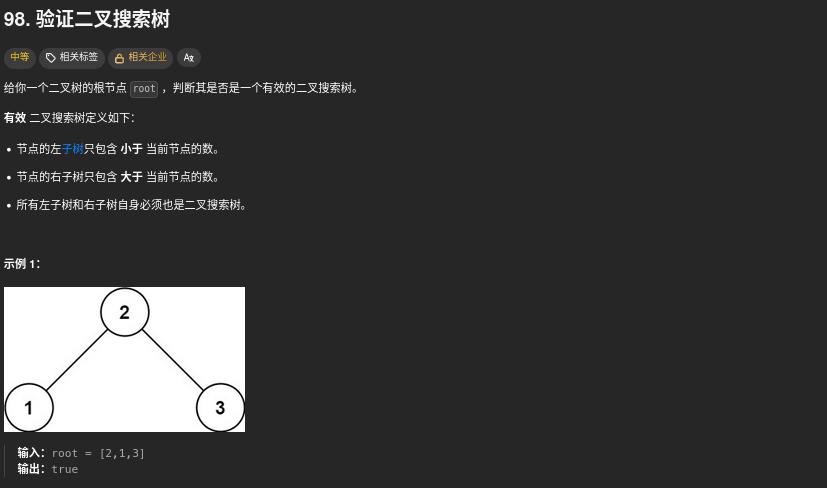 98. 验证二叉搜索树
中等 相关标签 相关企业 A文
给你一个二叉树的根节点 root ，判断其是否是一个有效的二叉搜索树。
有效 二叉搜索树定义如下：
• 节点的左子树只包含 小于 当前节点的数。
• 节点的右子树只包含 大于 当前节点的数。
• 所有左子树和右子树自身必须也是二叉搜索树。
示例 1：
2
1 3
输入：root = [2,1,3]
输出：true